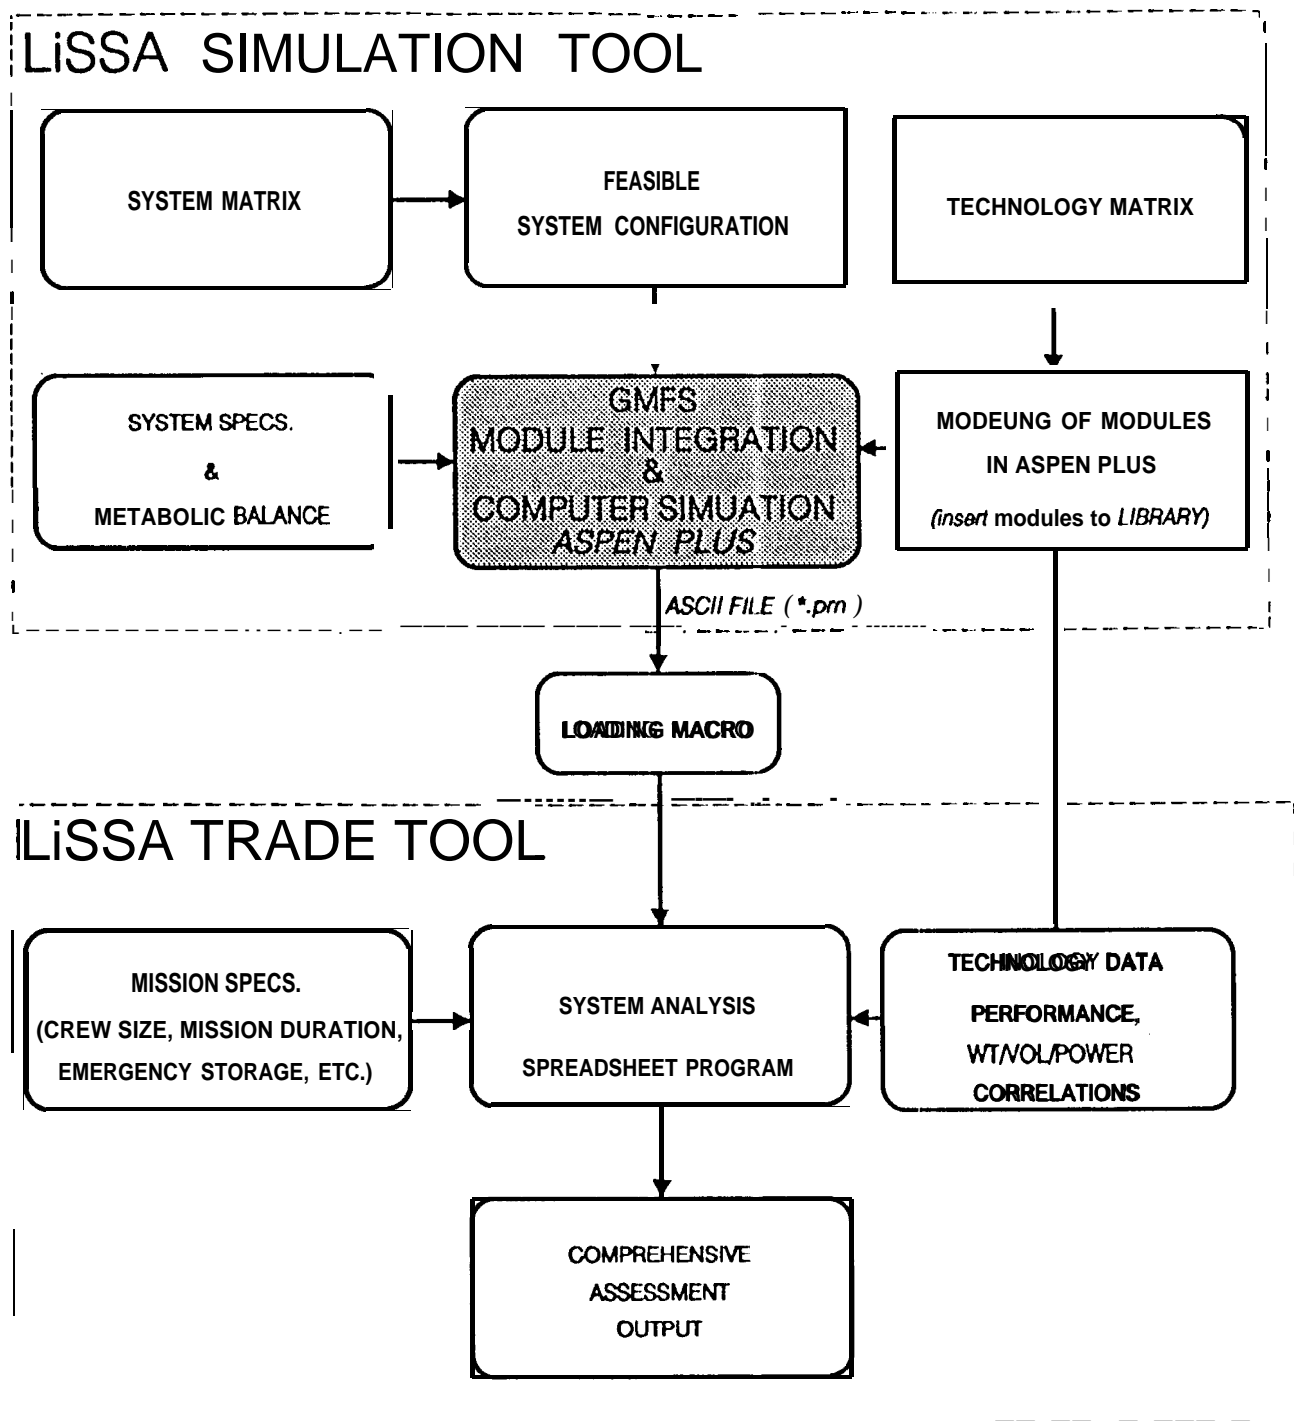 LiSSA SIMULATION TOOL
SYSTEM MATRIX
FEASIBLE
SYSTEM CONFIGURATION
TECHNOLOGY MATRIX
SYSTEM SPECS.
&
METABOLIC BALANCE
GMFS
MODULE INTEGRATION
&
COMPUTER SIMUATION
ASPEN PLUS
MODEUNG OF MODULES
IN ASPEN PLUS
(insert modules to LIBRARY)
ASCII FILE ( *.prn )
LOADING MACRO
LiSSA TRADE TOOL
MISSION SPECS.
(CREW SIZE, MISSION DURATION,
EMERGENCY STORAGE, ETC.)
SYSTEM ANALYSIS
SPREADSHEET PROGRAM
TECHNOLOGY DATA
PERFORMANCE,
WT/VOL/POWER
CORRELATIONS
COMPREHENSIVE
ASSESSMENT
OUTPUT